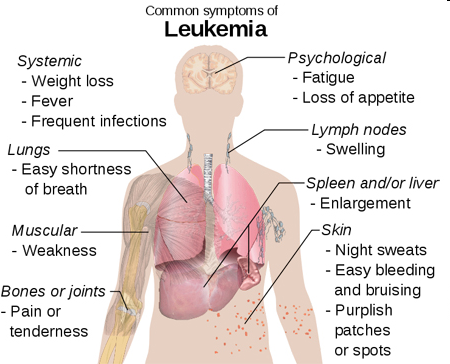 Common symptoms of
Leukemia
Systemic
- Weight loss
- Fever
- Frequent infections
Lungs
- Easy shortness
of breath
Muscular
- Weakness
Bones or joints
- Pain or
tenderness
Psychological
- Fatigue
- Loss of appetite
Lymph nodes
- Swelling
Spleen and/or liver
- Enlargement
Skin
- Night sweats
- Easy bleeding
and bruising
- Purplish
patches
or spots